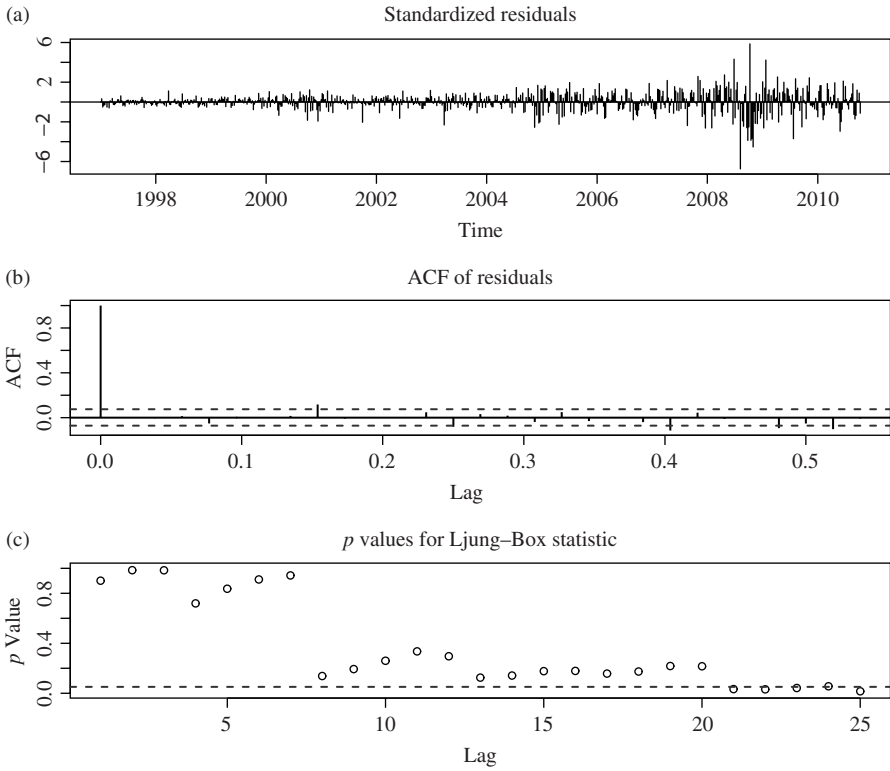 (a)
Standardized residuals
6
2
−2
−6
1998 2000 2002 2004 2006 2008 2010
Time
(b)
ACF of residuals
ACF
0.8
0.4
0.0
0.0 0.1 0.2 0.3 0.4 0.5
Lag
(c)
p values for Ljung–Box statistic
p Value
0.8
0.4
0.0
5 10 15 20 25
Lag